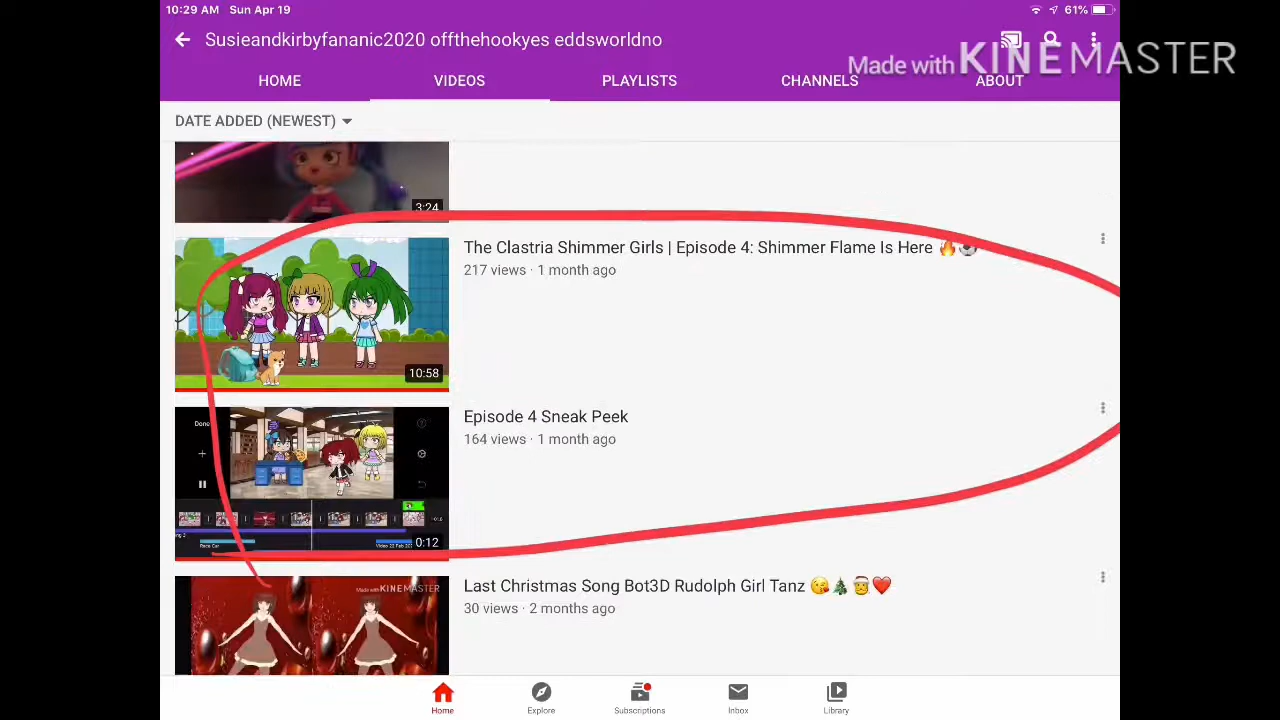 10:29 AM Sun Apr 19
61%
Susieandkirbyfananic2020 offthehookyes eddsworldno
Made with KINEMASTER
HOME VIDEOS PLAYLISTS CHANNELS ABOUT
DATE ADDED (NEWEST)
3:24
The Clastria Shimmer Girls | Episode 4: Shimmer Flame Is Here 🔥⚽
217 views · 1 month ago
10:58
Episode 4 Sneak Peek
164 views · 1 month ago
Done
Race Car
0:12
Last Christmas Song Bot3D Rudolph Girl Tanz 😘🎄🎅❤️
30 views · 2 months ago
Made with KINEMASTER
Home Explore Subscriptions Inbox Library